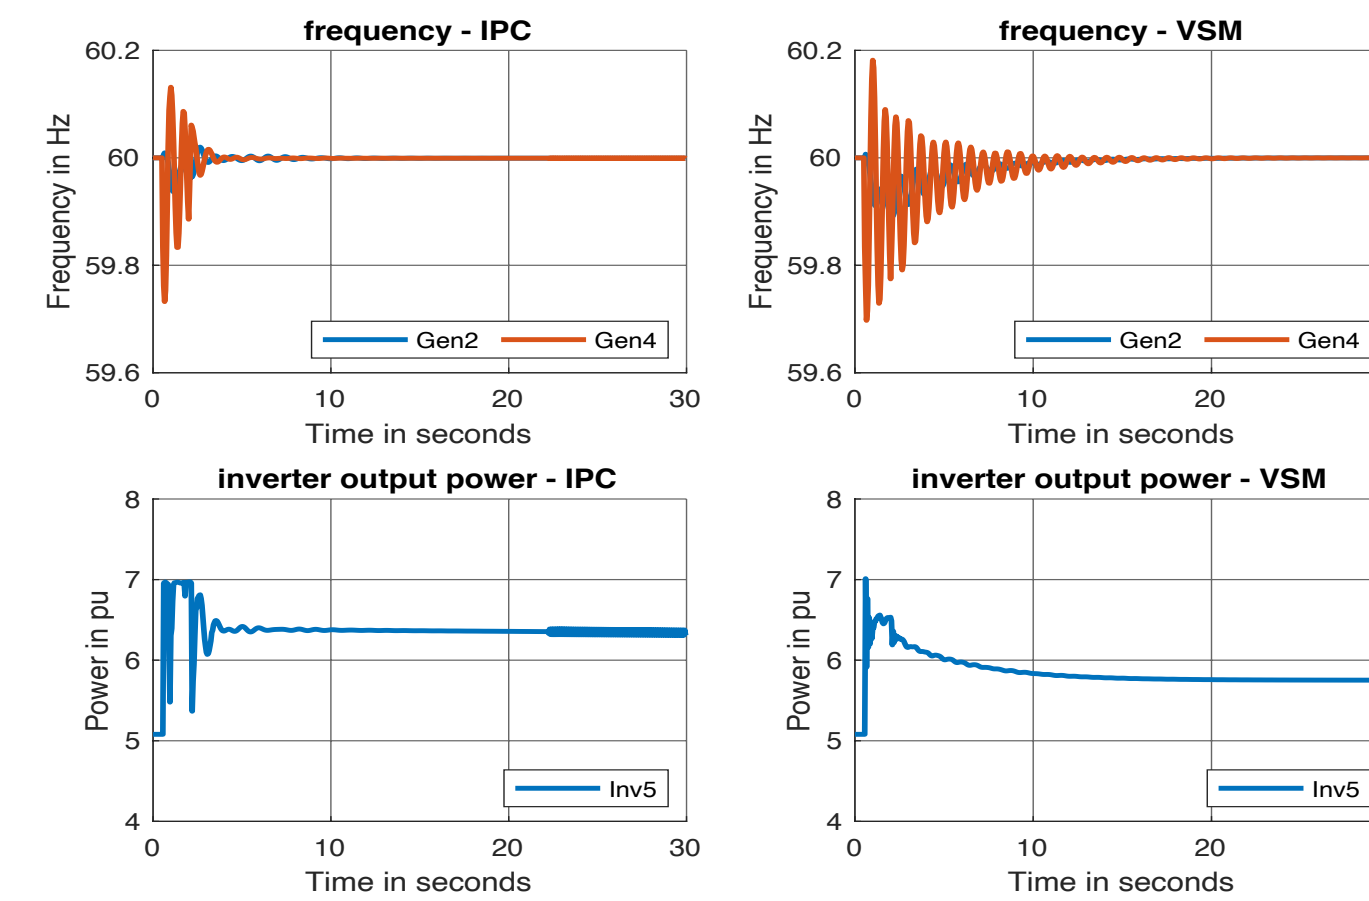 frequency - IPC
60.2
60
59.8
59.6
Frequency in Hz
Gen2 Gen4
0 10 20 30
Time in seconds
frequency - VSM
60.2
60
59.8
59.6
Frequency in Hz
Gen2 Gen4
0 10 20
Time in seconds
inverter output power - IPC
8
7
6
5
4
Power in pu
Inv5
0 10 20 30
Time in seconds
inverter output power - VSM
8
7
6
5
4
Power in pu
Inv5
0 10 20
Time in seconds